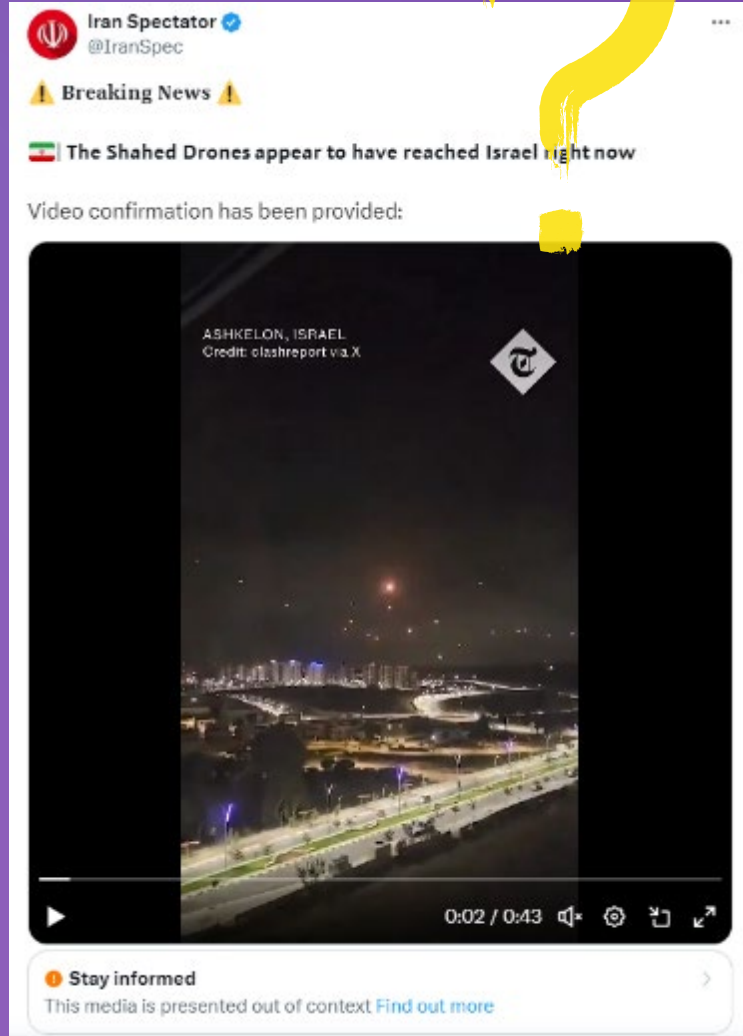 Iran Spectator
@IranSpec
Breaking News
The Shahed Drones appear to have reached Israel right now
Video confirmation has been provided:
ASHKELON, ISRAEL
Credit: clashreport via X
T
0:02 / 0:43
Stay informed
This media is presented out of context Find out more